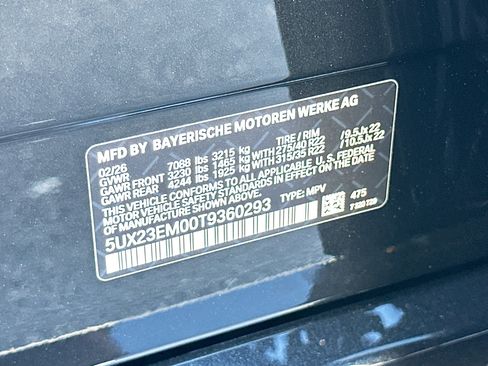 MFD BY BAYERISCHE MOTOREN WERKE AG
02/26 TIRE / RIM
GVWR 7088 lbs 3215 kg
GAWR FRONT 3230 lbs 1465 kg WITH 275/40 R22 /9.5Jx22
GAWR REAR 4244 lbs 1925 kg WITH 315/35 R22 /10.5Jx22
THIS VEHICLE CONFORMS TO ALL APPLICABLE U.S. FEDERAL
MOTOR VEHICLE SAFETY STANDARDS IN EFFECT ON THE DATE
OF MANUFACTURE SHOWN ABOVE.
5UX23EM00T9360293 TYPE: MPV 475